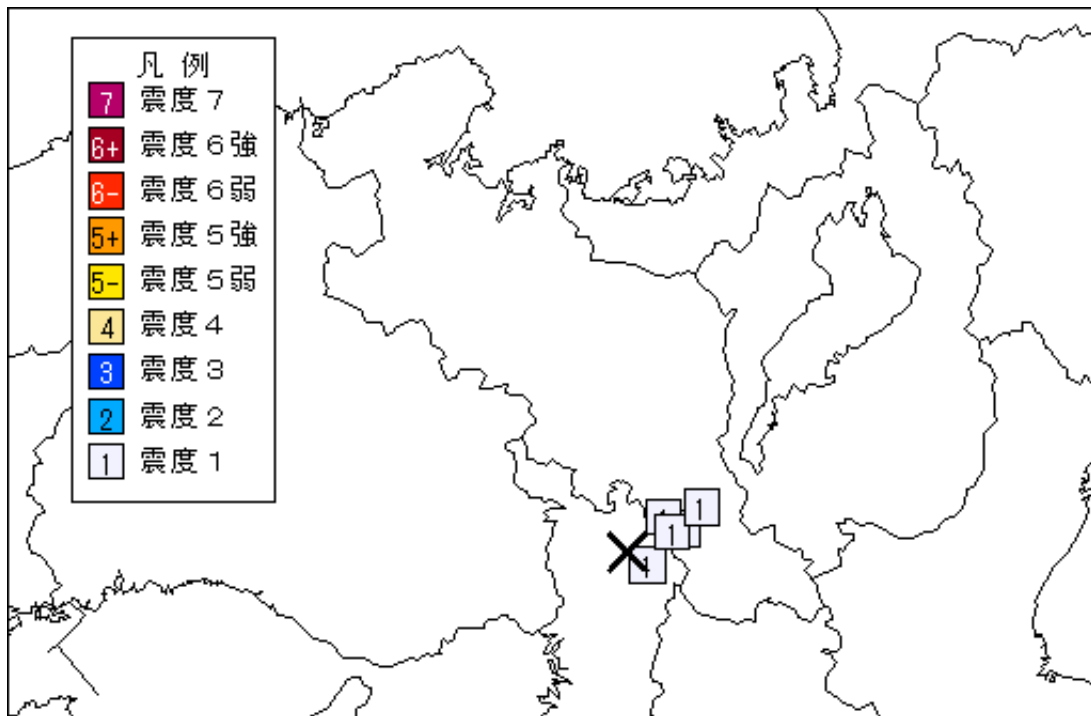 凡 例
7 震度７
6+ 震度６強
6- 震度６弱
5+ 震度５強
5- 震度５弱
4 震度４
3 震度３
2 震度２
1 震度１
1
1
1
1